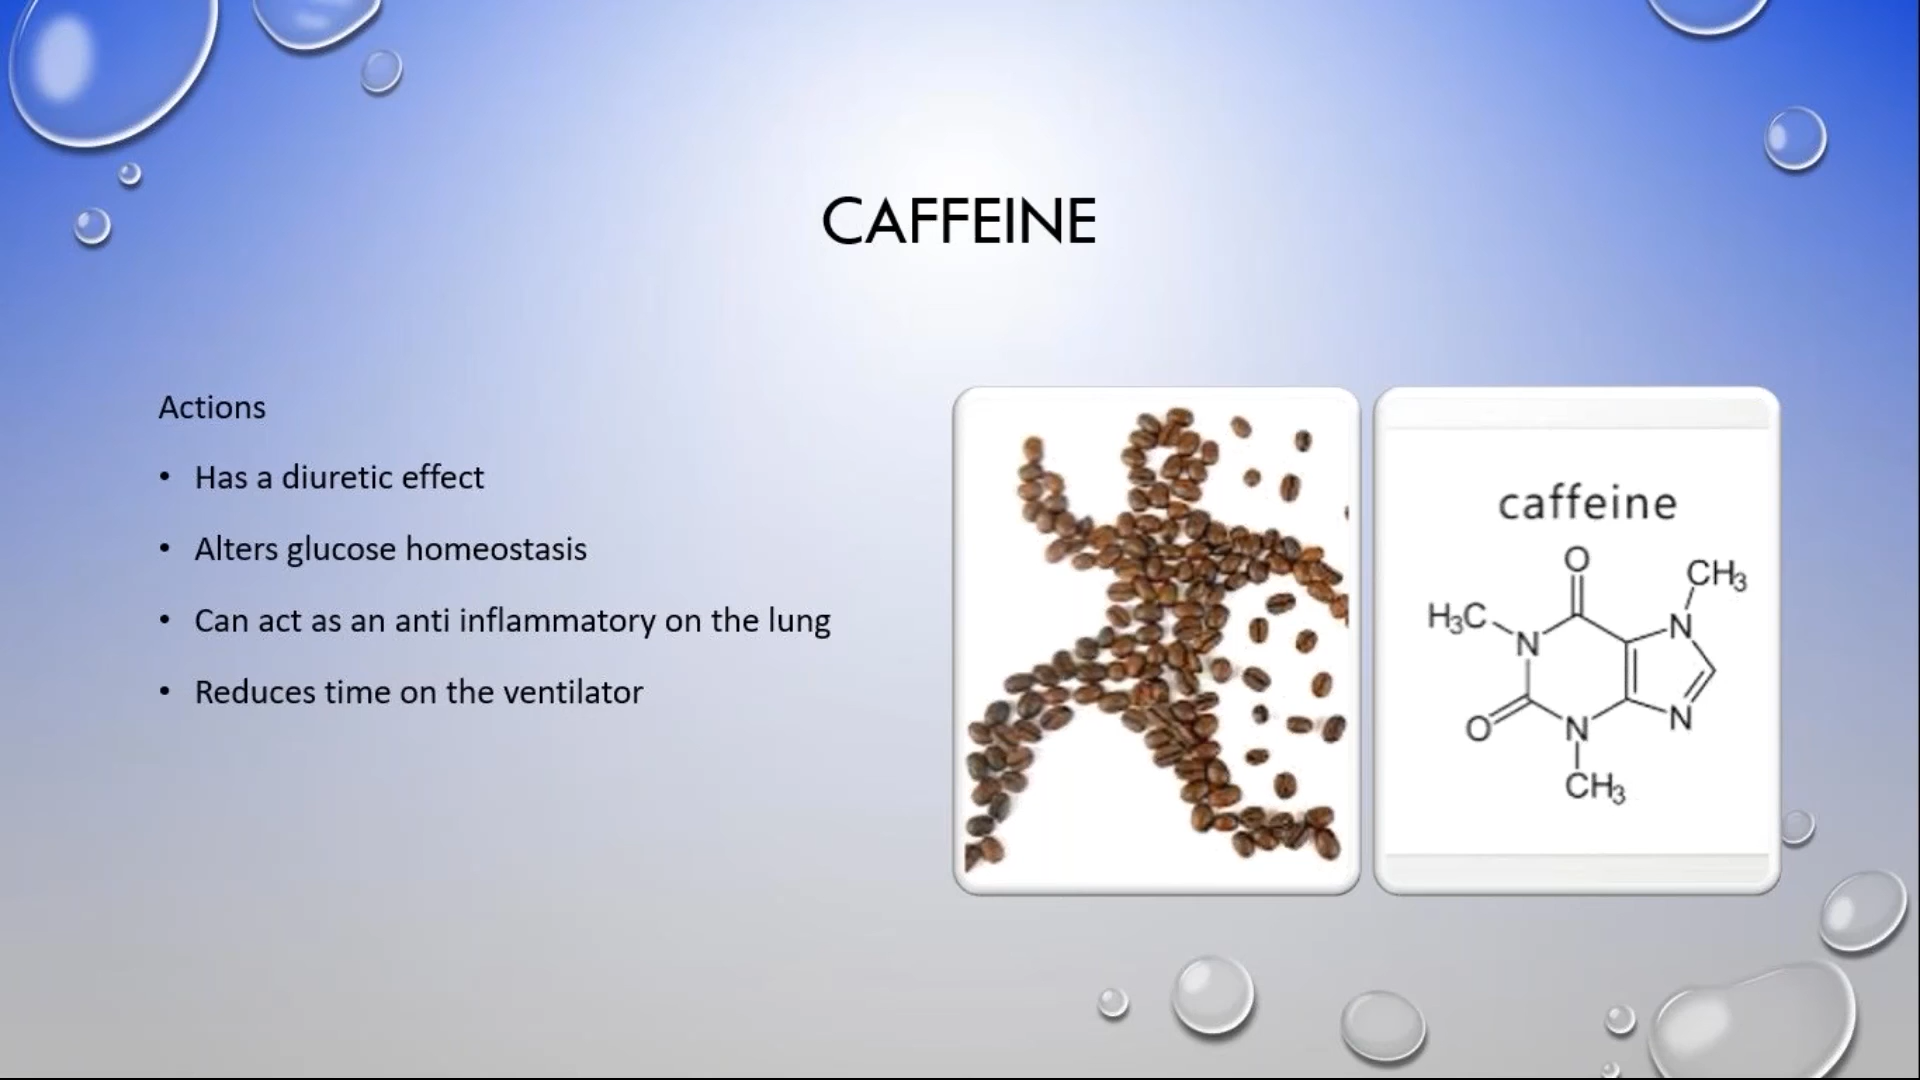 CAFFEINE
Actions
• Has a diuretic effect
• Alters glucose homeostasis
• Can act as an anti inflammatory on the lung
• Reduces time on the ventilator
caffeine
O
CH3
H3C
N
N
O
N
N
CH3